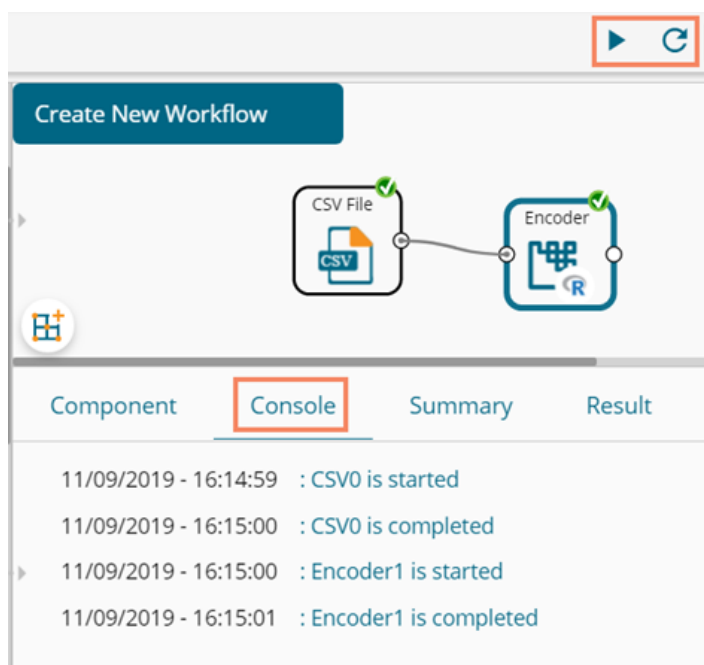 Create New Workflow
CSV File
CSV
Encoder
R
Component Console Summary Result
11/09/2019 - 16:14:59 : CSV0 is started
11/09/2019 - 16:15:00 : CSV0 is completed
11/09/2019 - 16:15:00 : Encoder1 is started
11/09/2019 - 16:15:01 : Encoder1 is completed